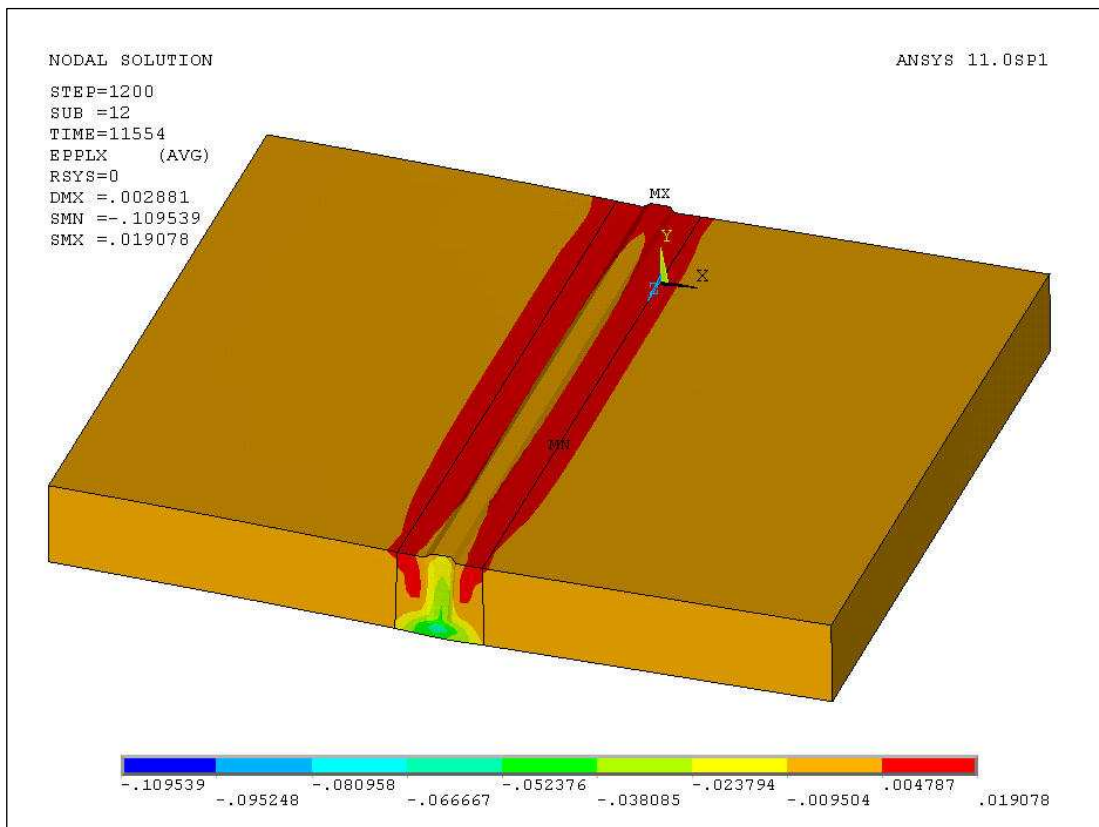 NODAL SOLUTION
ANSYS 11.0SP1
STEP=1200
SUB =12
TIME=11554
EPPLX (AVG)
RSYS=0
DMX =.002881
SMN =-.109539
SMX =.019078
MX
Y
X
Z
MN
-.109539 -.080958 -.052376 -.023794 .004787
-.095248 -.066667 -.038085 -.009504 .019078